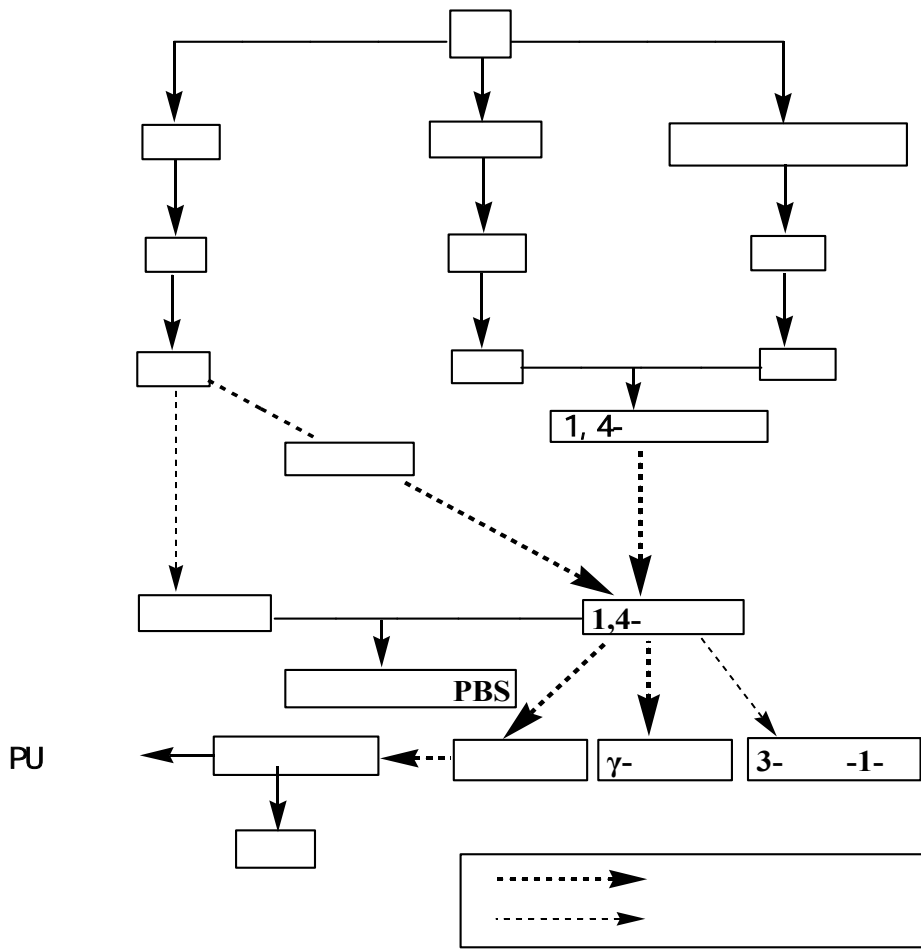 1, 4-
1,4-
PBS
PU
γ-
3- -1-